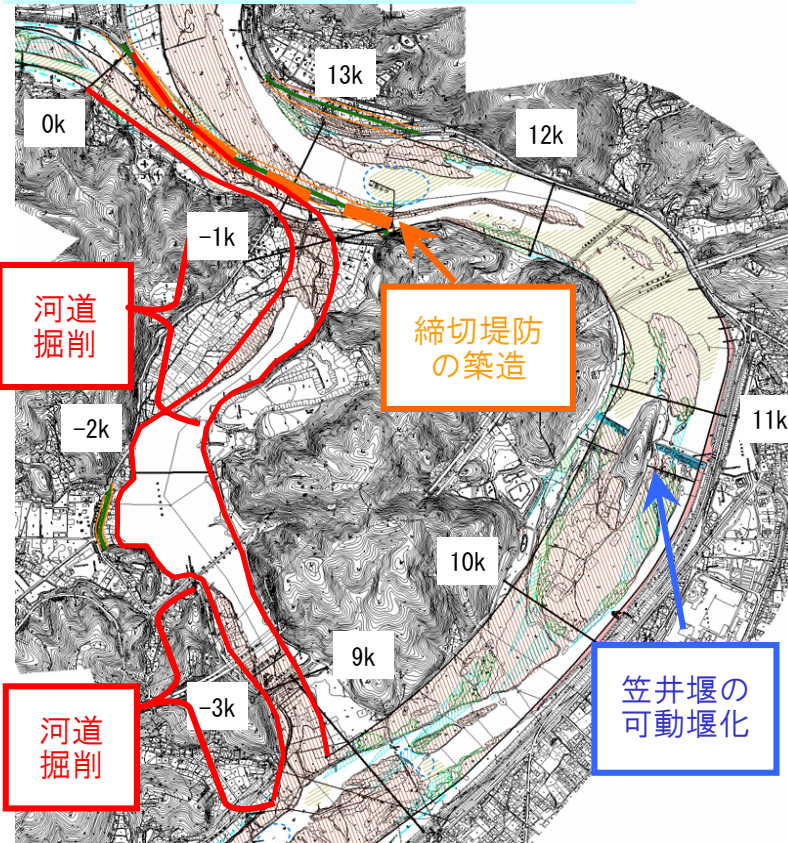 13k
12k
0k
-1k
河道
掘削
締切堤防
の築造
-2k
11k
10k
9k
笠井堰の
可動堰化
-3k
河道
掘削